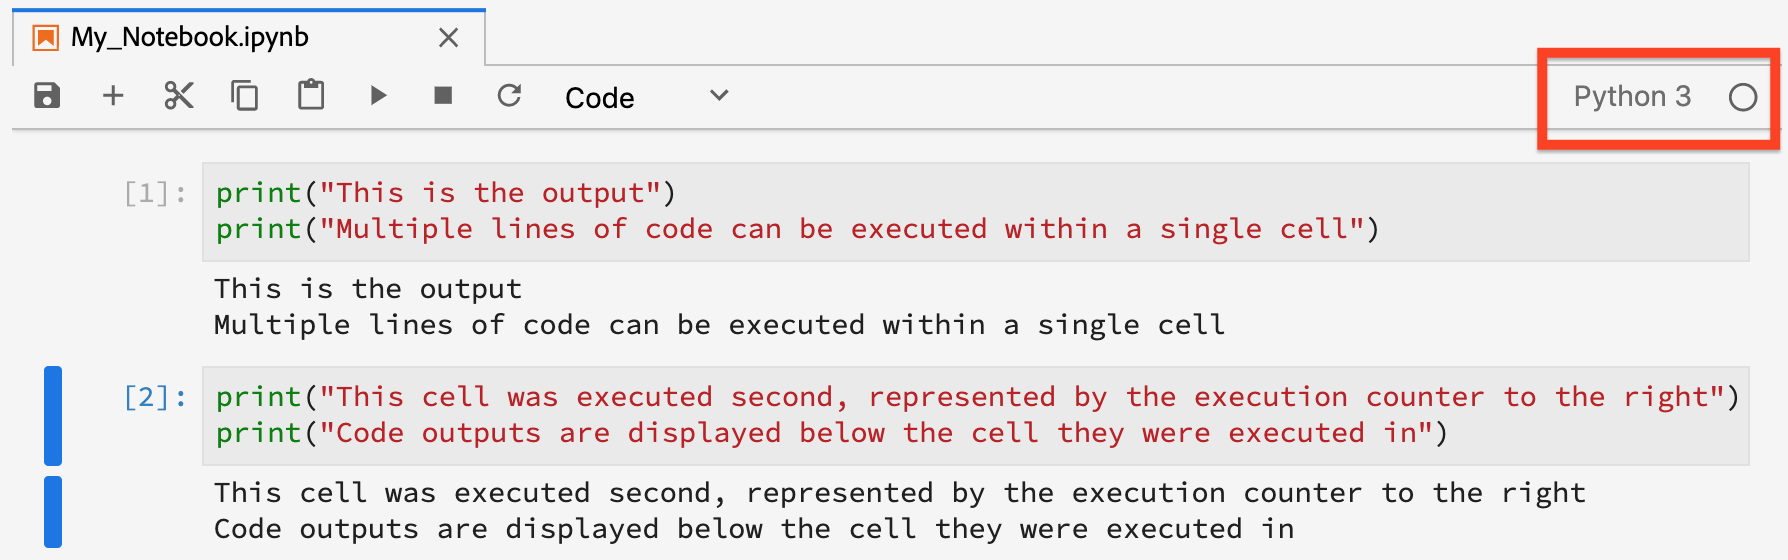 My_Notebook.ipynb
Code
Python 3
[1]: print("This is the output")
print("Multiple lines of code can be executed within a single cell")
This is the output
Multiple lines of code can be executed within a single cell
[2]: print("This cell was executed second, represented by the execution counter to the right")
print("Code outputs are displayed below the cell they were executed in")
This cell was executed second, represented by the execution counter to the right
Code outputs are displayed below the cell they were executed in